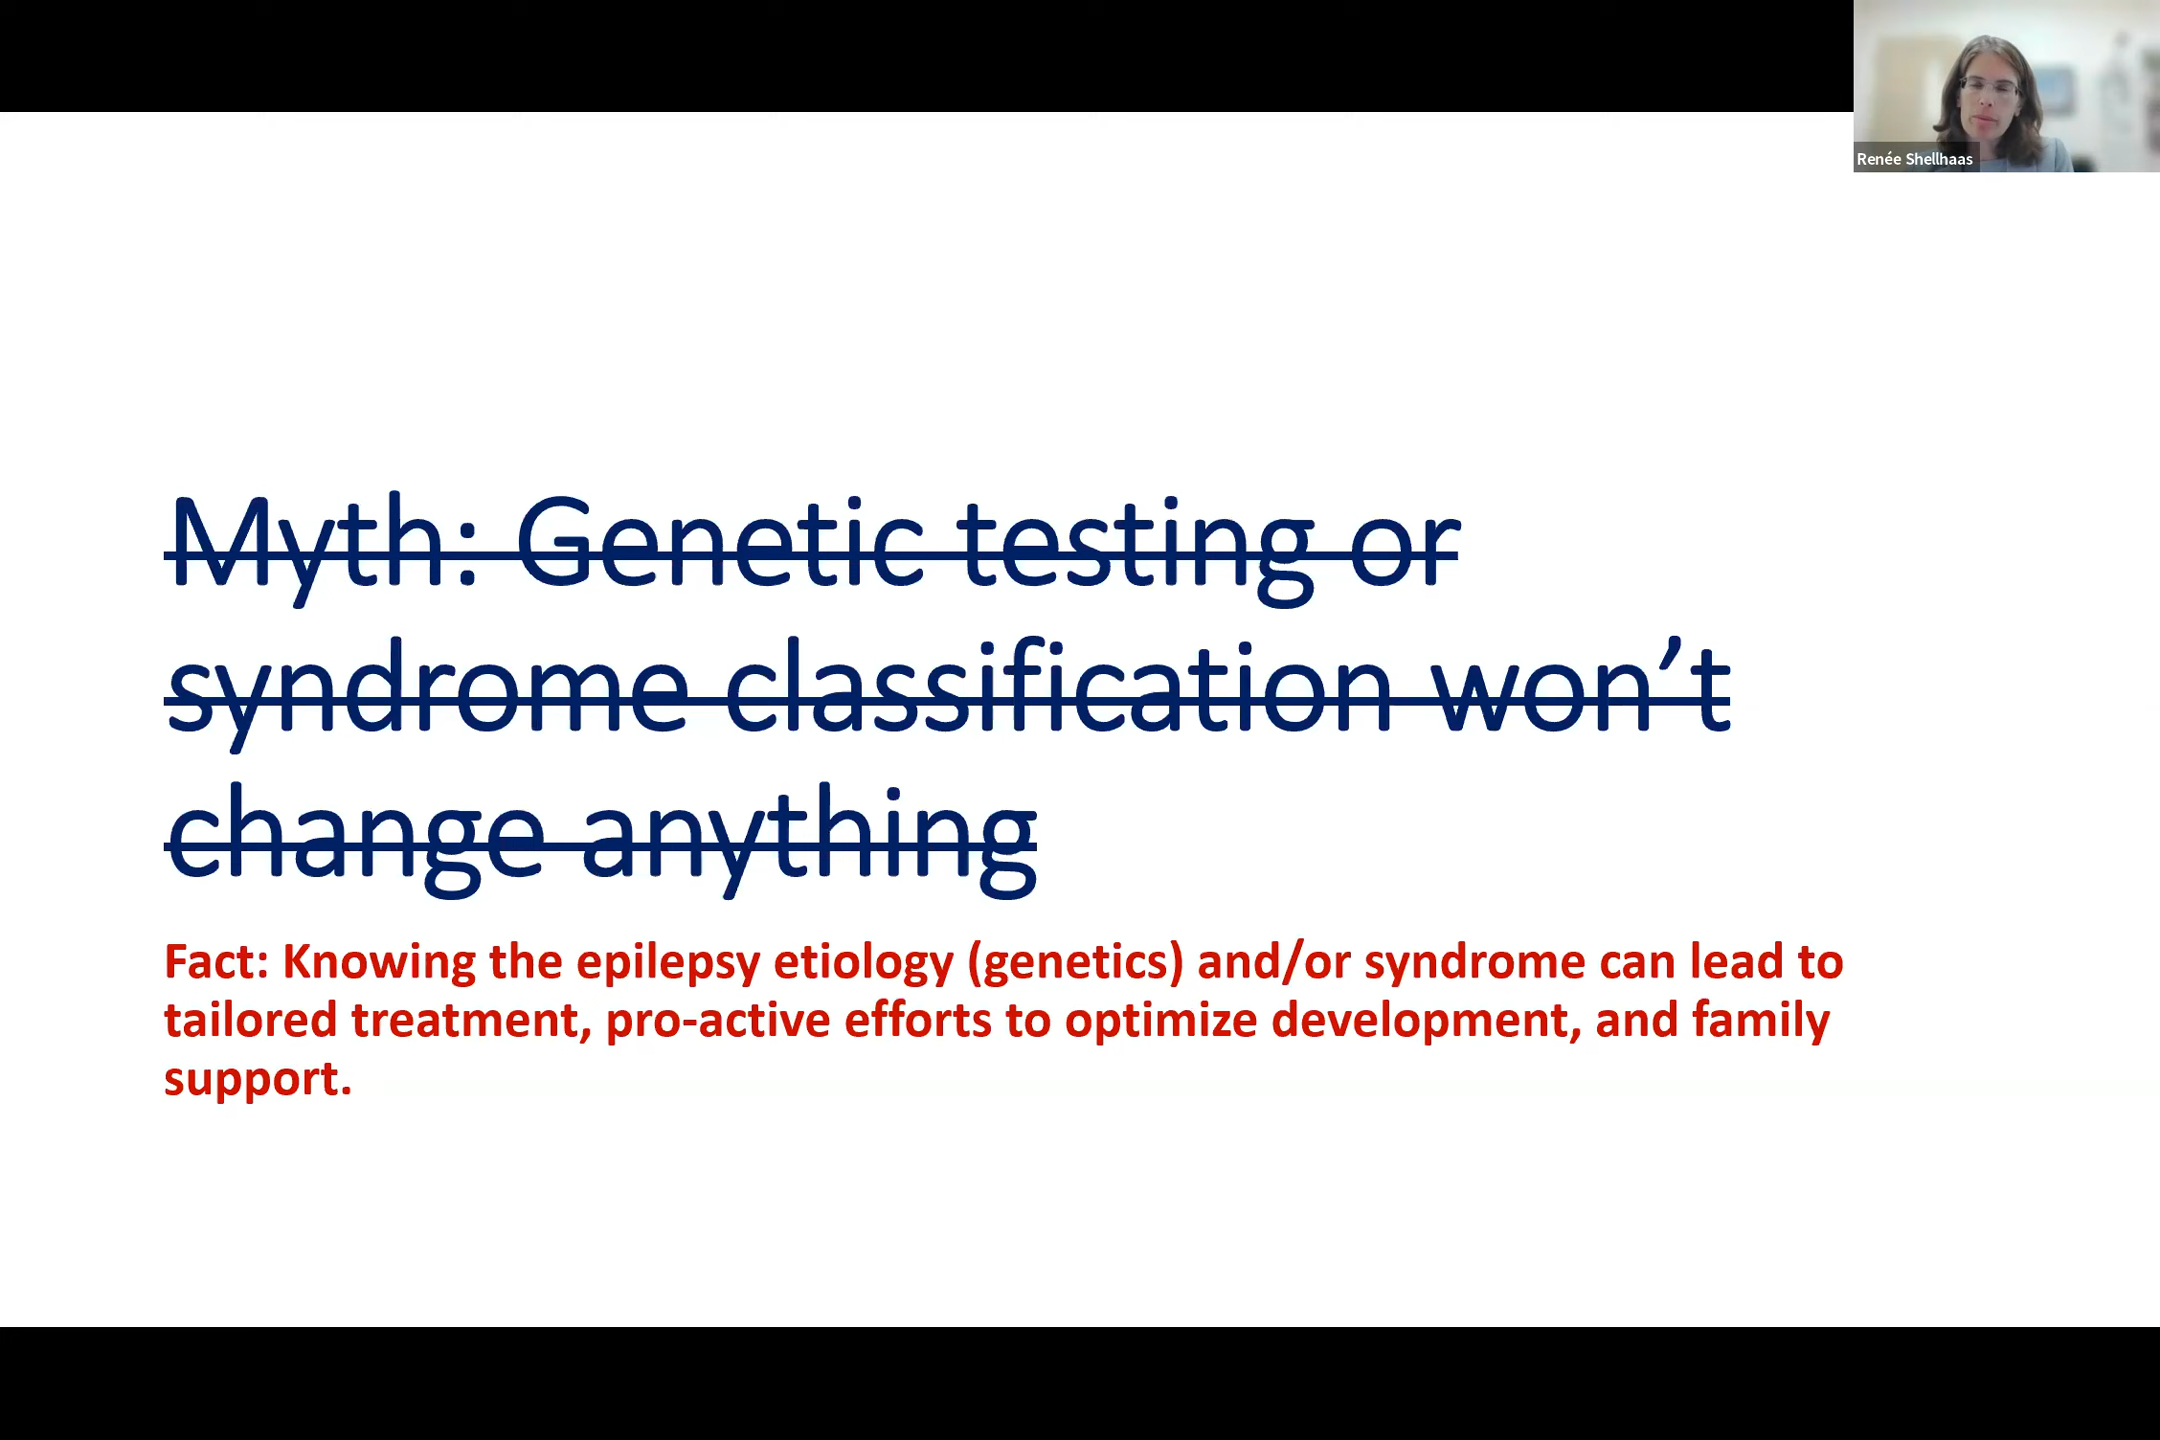 Renée Shellhaas
Myth: Genetic testing or
syndrome classification won’t
change anything
Fact: Knowing the epilepsy etiology (genetics) and/or syndrome can lead to
tailored treatment, pro-active efforts to optimize development, and family
support.